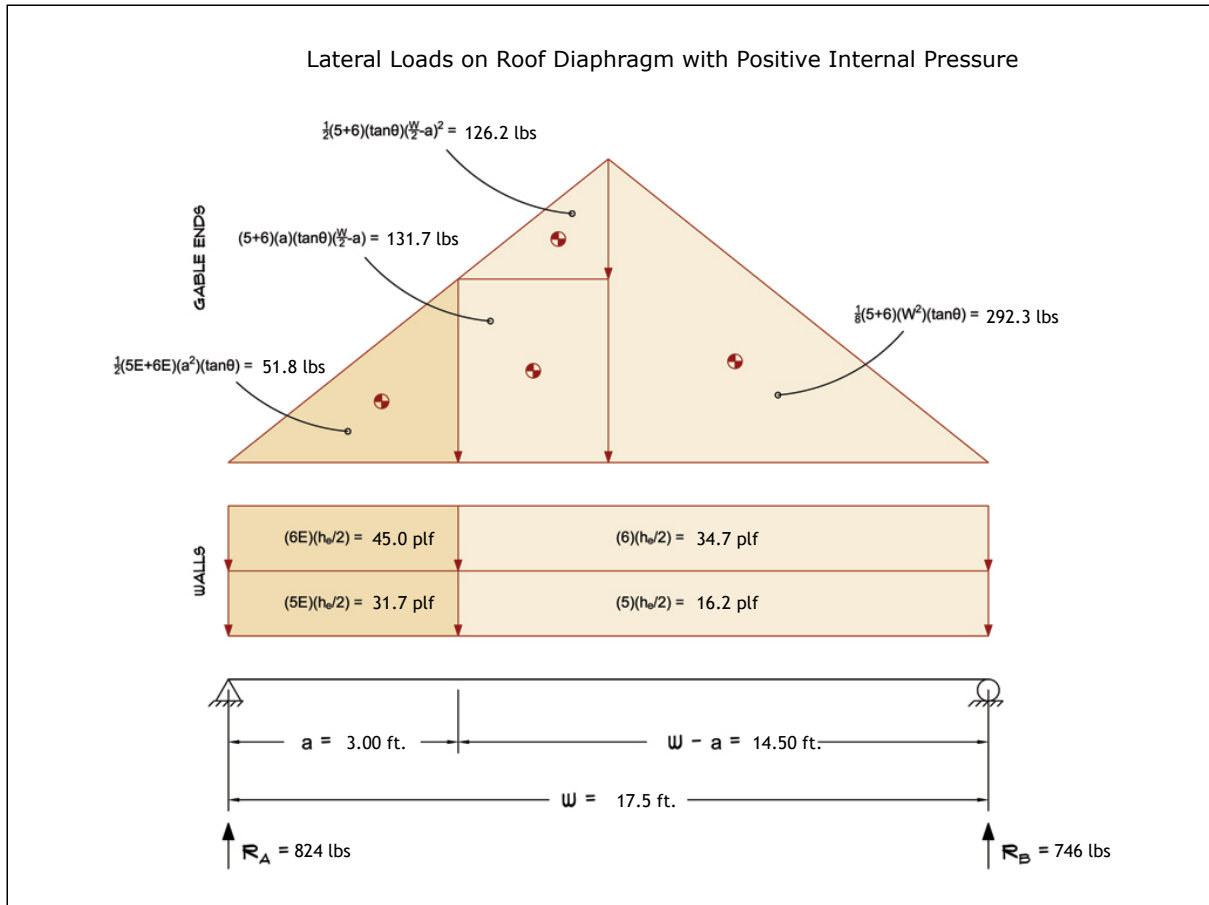 Lateral Loads on Roof Diaphragm with Positive Internal Pressure
½(5+6)(tanθ)(W/2-a)² = 126.2 lbs
GABLE ENDS
(5+6)(a)(tanθ)(W/2-a) = 131.7 lbs
⅛(5+6)(W²)(tanθ) = 292.3 lbs
½(5E+6E)(a²)(tanθ) = 51.8 lbs
WALLS
(6E)(hₑ/2) = 45.0 plf
(6)(hₑ/2) = 34.7 plf
(5E)(hₑ/2) = 31.7 plf
(5)(hₑ/2) = 16.2 plf
a = 3.00 ft.
W - a = 14.50 ft.
W = 17.5 ft.
R_A = 824 lbs
R_B = 746 lbs